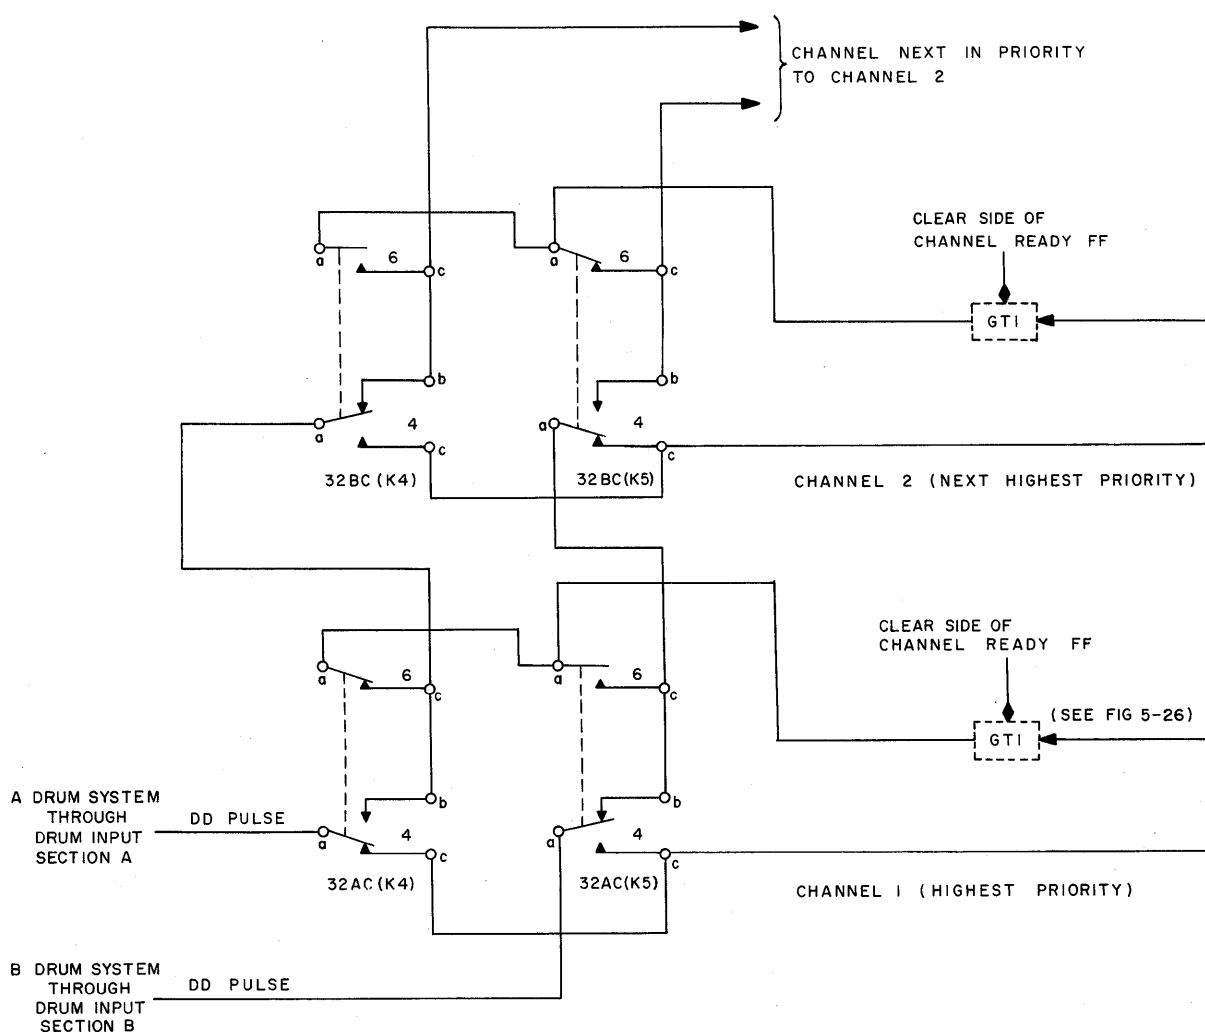 CHANNEL NEXT IN PRIORITY
TO CHANNEL 2
CLEAR SIDE OF
CHANNEL READY FF
a
6
c
a
6
c
GT1
b
b
a
4
c
a
4
c
32BC (K4)
32BC (K5)
CHANNEL 2 (NEXT HIGHEST PRIORITY)
CLEAR SIDE OF
CHANNEL READY FF
a
6
c
a
6
c
(SEE FIG 5-26)
GT1
A DRUM SYSTEM
THROUGH
DRUM INPUT
SECTION A
DD PULSE
b
b
a
4
c
a
4
c
32AC (K4)
32AC (K5)
CHANNEL 1 (HIGHEST PRIORITY)
B DRUM SYSTEM
THROUGH
DRUM INPUT
SECTION B
DD PULSE